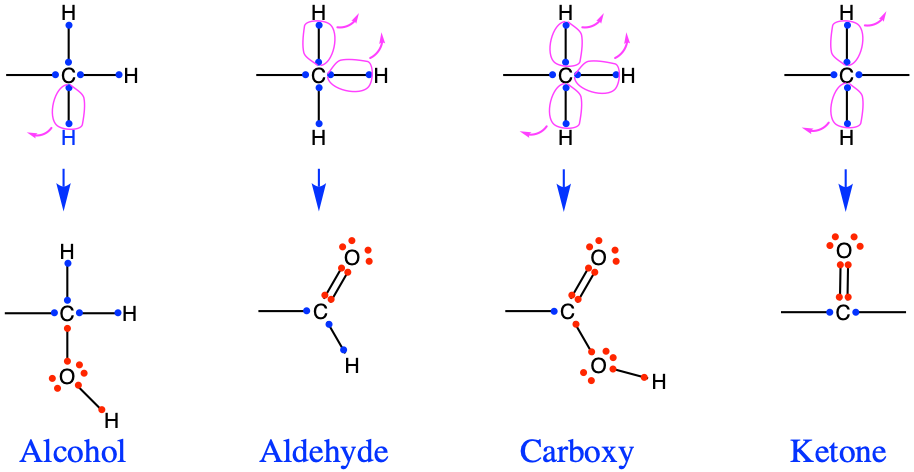 H H H H
C H C H C H C
H H H H
O O O
H C H C C C
O H O H
H
Alcohol Aldehyde Carboxy Ketone